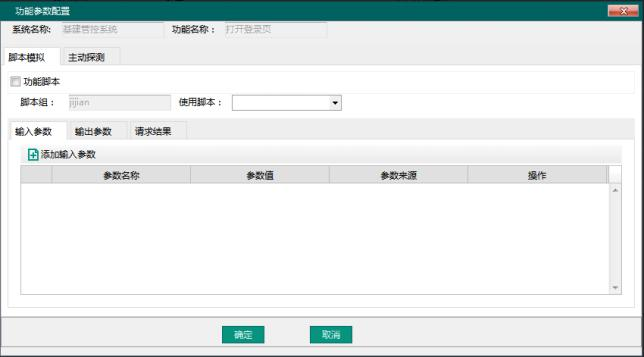 功能参数配置
系统名称: 基建管控系统 功能名称: 打开登录页
脚本模拟 主动探测
功能脚本
脚本组: jijian 使用脚本:
输入参数 输出参数 请求结果
添加输入参数
参数名称 参数值 参数来源 操作
确定 取消